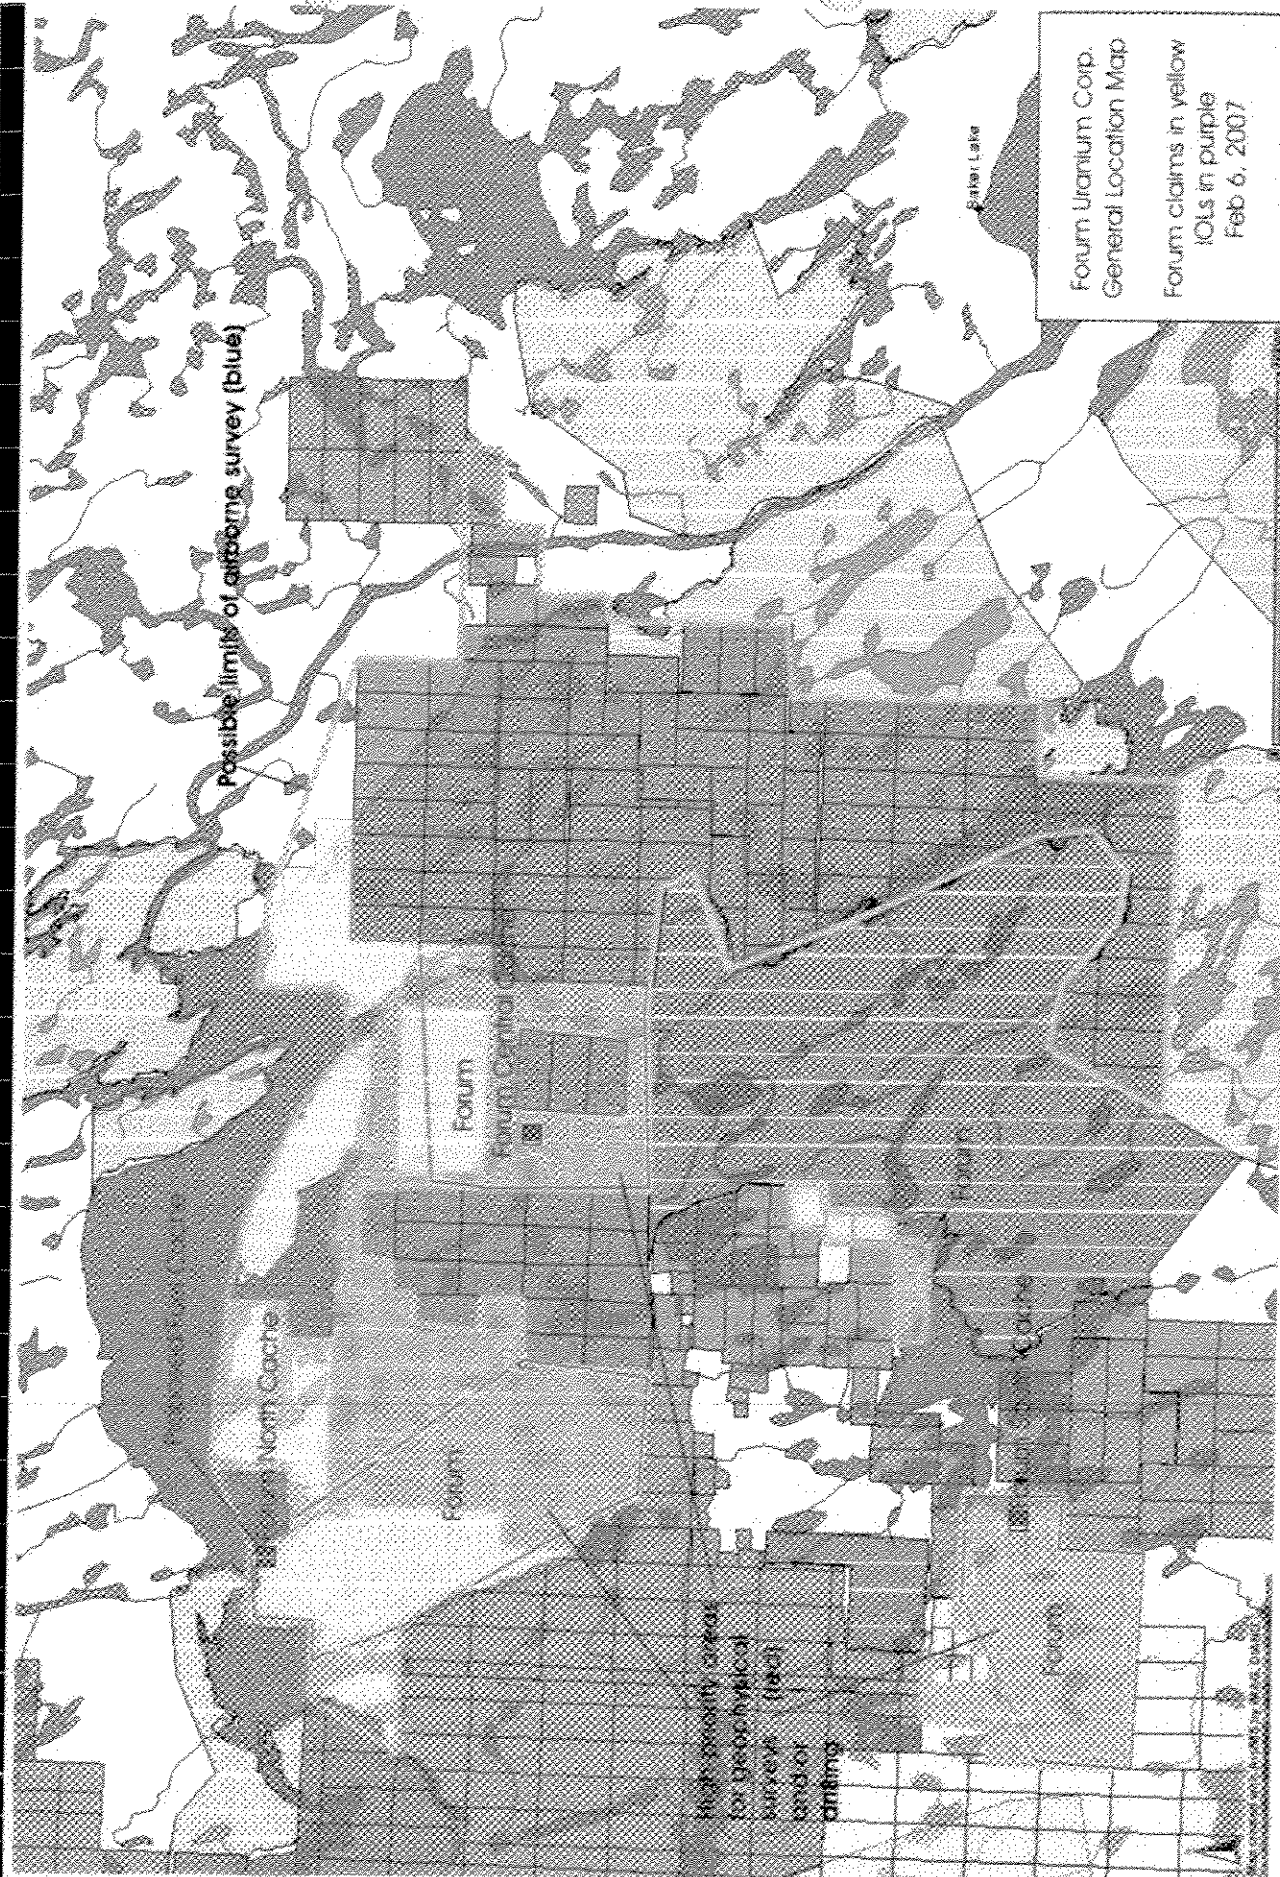 Forum Uranium Corp.
General Location Map
Forum claims in yellow
IOLs in purple
Feb 6, 2007
Baker Lake
Possible limits of airborne survey (blue)
Forum
Forum Central
Forum
North Cache
Forum
Forum
High priority areas
for geophysical
surveys (red)
and/or
drilling